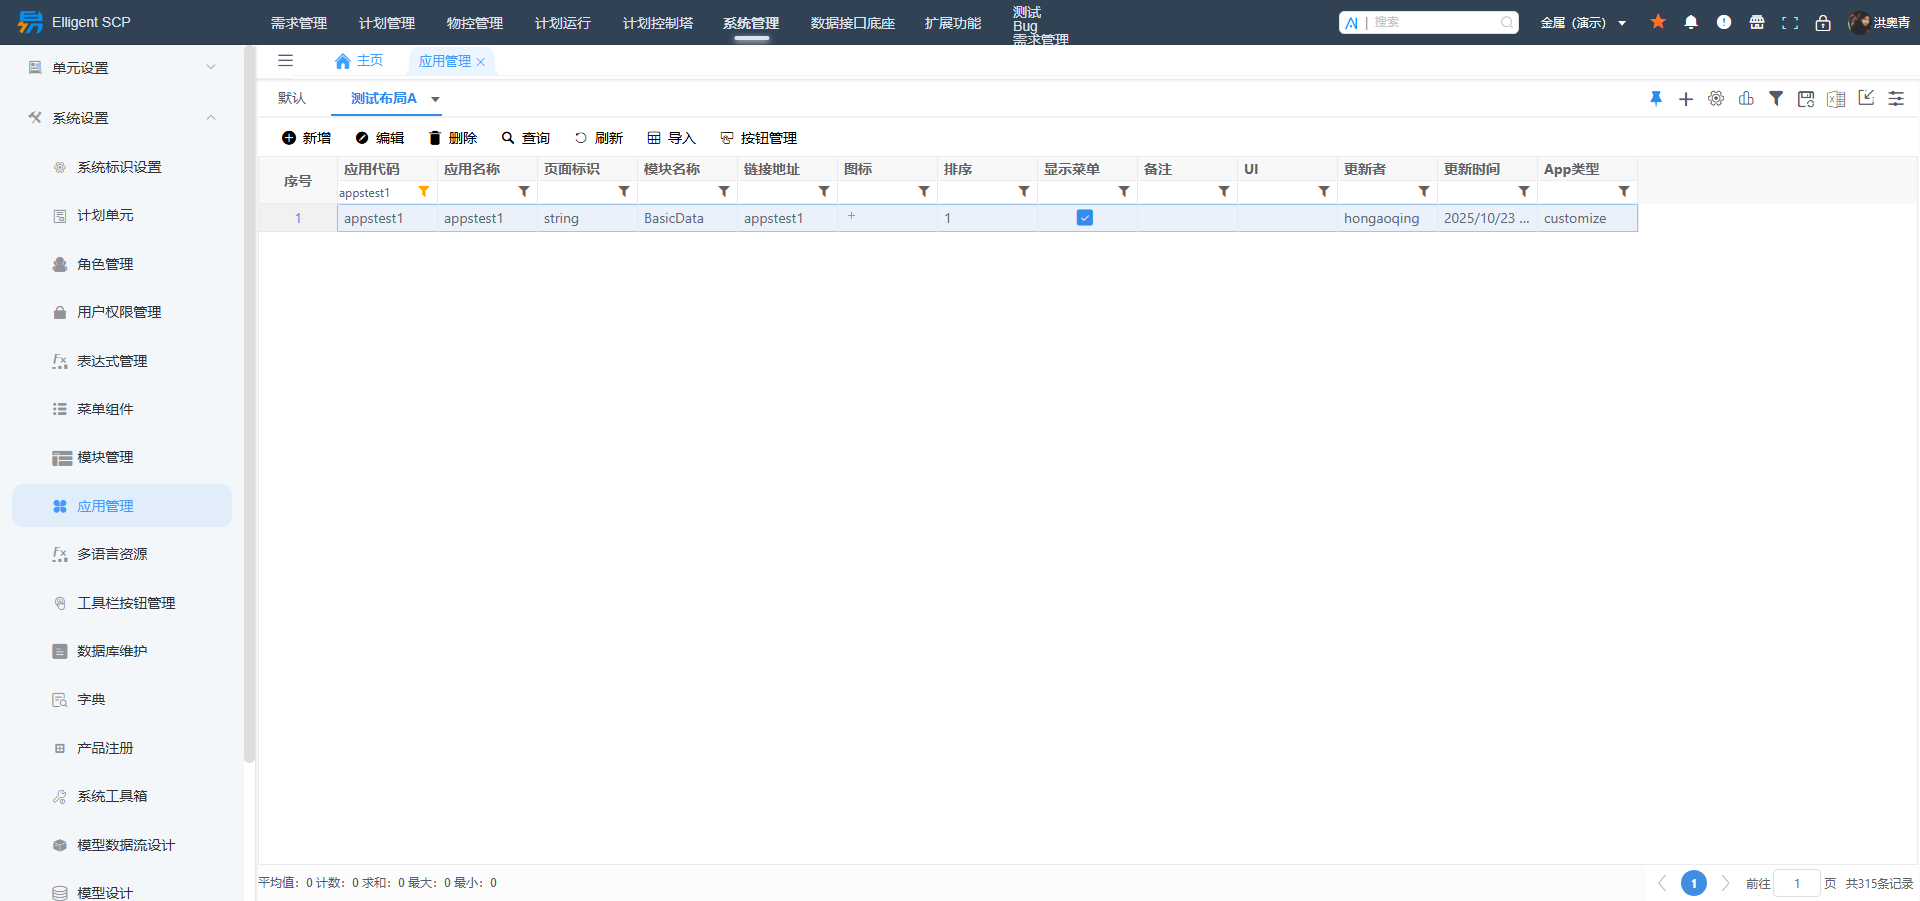 Elligent SCP
需求管理 计划管理 物控管理 计划运行 计划控制塔 系统管理 数据接口底座 扩展功能 测试 Bug 需求管理
AI | 搜索
金属（演示）
洪奥青
单元设置
系统设置
系统标识设置
计划单元
角色管理
用户权限管理
表达式管理
菜单组件
模块管理
应用管理
多语言资源
工具栏按钮管理
数据库维护
字典
产品注册
系统工具箱
模型数据流设计
模型设计
主页 应用管理
默认 测试布局A
新增 编辑 删除 查询 刷新 导入 按钮管理
序号 应用代码 应用名称 页面标识 模块名称 链接地址 图标 排序 显示菜单 备注 UI 更新者 更新时间 App类型
appstest1
1 appstest1 appstest1 string BasicData appstest1 + 1 hongaoqing 2025/10/23 ... customize
平均值：0 计数：0 求和：0 最大：0 最小：0
1 前往 1 页 共315条记录